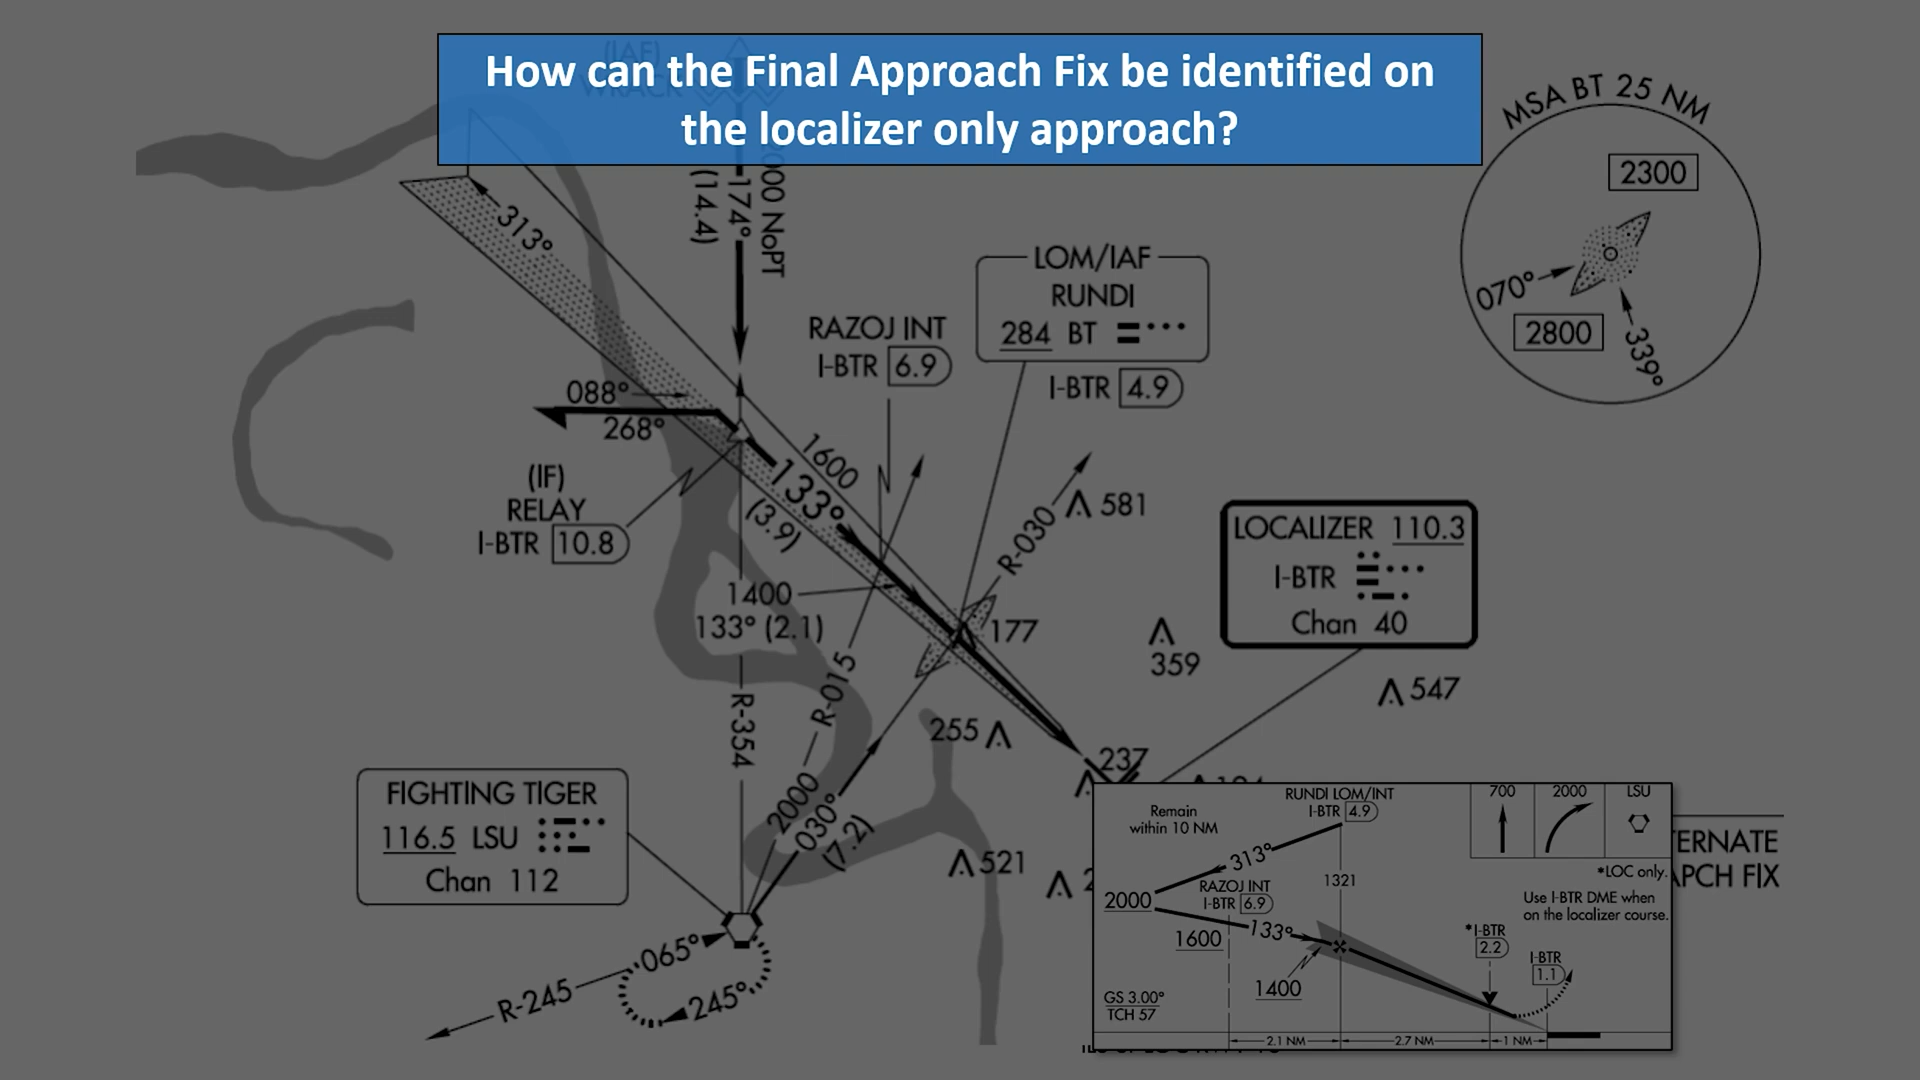 How can the Final Approach Fix be identified on
the localizer only approach?
(IAF)
WRACK
MSA BT 25 NM
2300
070°
2800
339°
313°
000 NoPT
174°
(14.4)
LOM/IAF
RUNDI
284 BT
I-BTR 4.9
RAZOJ INT
I-BTR 6.9
088°
268°
(IF)
RELAY
I-BTR 10.8
1600
133°
(3.9)
R-030
581
LOCALIZER 110.3
I-BTR
Chan 40
1400
133° (2.1)
177
359
547
R-015
R-354
255
237
FIGHTING TIGER
116.5 LSU
Chan 112
2000
030°
(7.2)
521
065°
245°
R-245
ERNATE
APCH FIX
RUNDI LOM/INT
I-BTR 4.9
Remain
within 10 NM
700
2000
LSU
313°
1321
*LOC only.
RAZOJ INT
I-BTR 6.9
2000
Use I-BTR DME when
on the localizer course.
133°
1600
*I-BTR
2.2
I-BTR
1.1
1400
GS 3.00°
TCH 57
2.1 NM
2.7 NM
1 NM